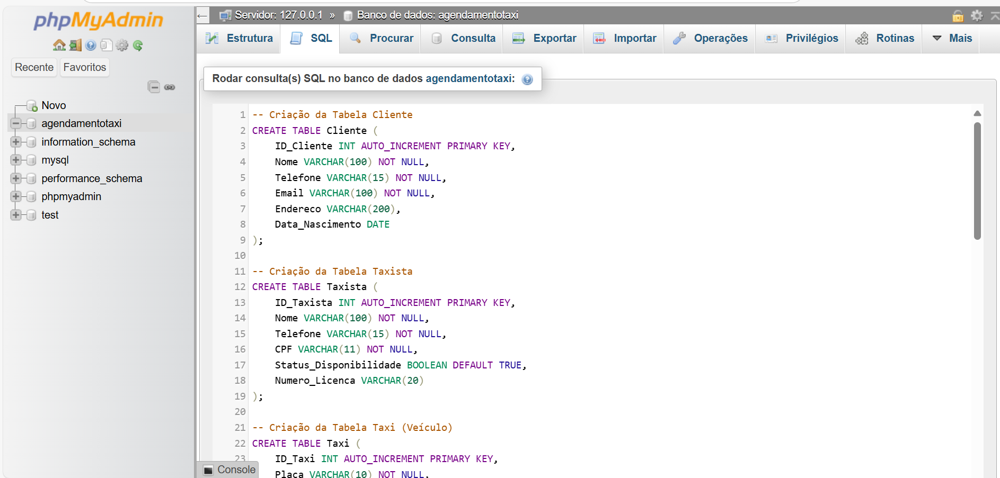 phpMyAdmin
Recente Favoritos
Novo
agendamentotaxi
information_schema
mysql
performance_schema
phpmyadmin
test
← Servidor: 127.0.0.1 » Banco de dados: agendamentotaxi
Estrutura SQL Procurar Consulta Exportar Importar Operações Privilégios Rotinas Mais
Rodar consulta(s) SQL no banco de dados agendamentotaxi:
1 -- Criação da Tabela Cliente
2 CREATE TABLE Cliente (
3 ID_Cliente INT AUTO_INCREMENT PRIMARY KEY,
4 Nome VARCHAR(100) NOT NULL,
5 Telefone VARCHAR(15) NOT NULL,
6 Email VARCHAR(100) NOT NULL,
7 Endereco VARCHAR(200),
8 Data_Nascimento DATE
9 );
10
11 -- Criação da Tabela Taxista
12 CREATE TABLE Taxista (
13 ID_Taxista INT AUTO_INCREMENT PRIMARY KEY,
14 Nome VARCHAR(100) NOT NULL,
15 Telefone VARCHAR(15) NOT NULL,
16 CPF VARCHAR(11) NOT NULL,
17 Status_Disponibilidade BOOLEAN DEFAULT TRUE,
18 Numero_Licenca VARCHAR(20)
19 );
20
21 -- Criação da Tabela Taxi (Veículo)
22 CREATE TABLE Taxi (
23 ID_Taxi INT AUTO_INCREMENT PRIMARY KEY,
Placa VARCHAR(10) NOT NULL,
Console